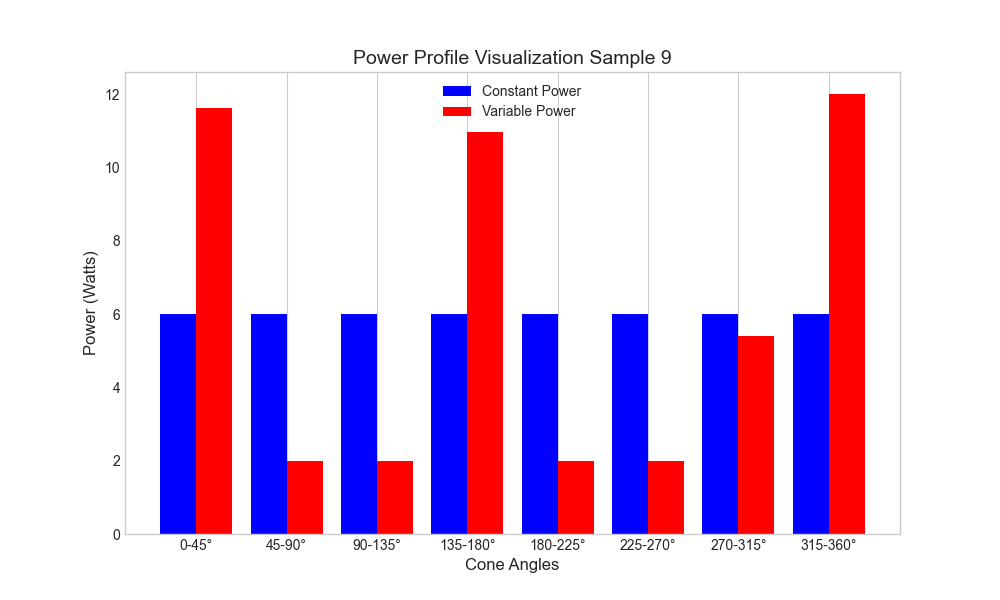 Power Profile Visualization Sample 9
Constant Power
Variable Power
Power (Watts)
12
10
8
6
4
2
0
0-45° 45-90° 90-135° 135-180° 180-225° 225-270° 270-315° 315-360°
Cone Angles